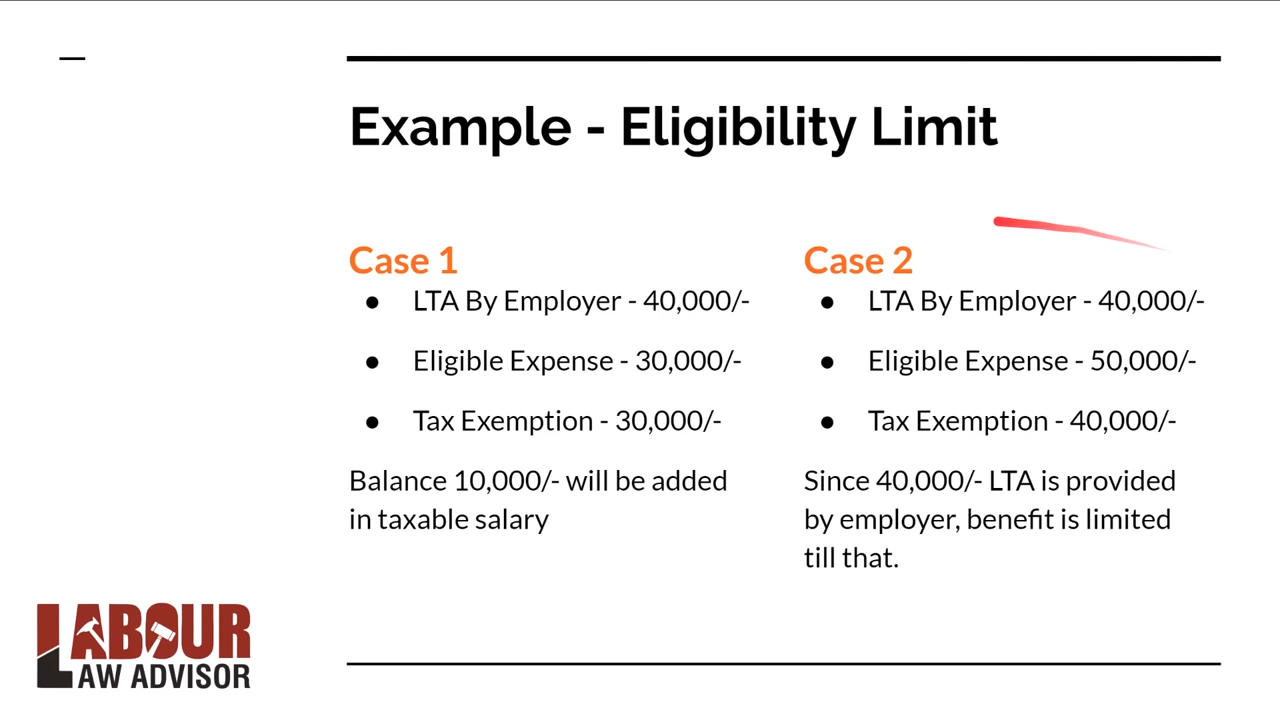 Example - Eligibility Limit
Case 1
● LTA By Employer - 40,000/-
● Eligible Expense - 30,000/-
● Tax Exemption - 30,000/-
Balance 10,000/- will be added
in taxable salary
Case 2
● LTA By Employer - 40,000/-
● Eligible Expense - 50,000/-
● Tax Exemption - 40,000/-
Since 40,000/- LTA is provided
by employer, benefit is limited
till that.
LABOUR
LAW ADVISOR